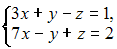 3x + y − z = 1,
7x − y + z = 2